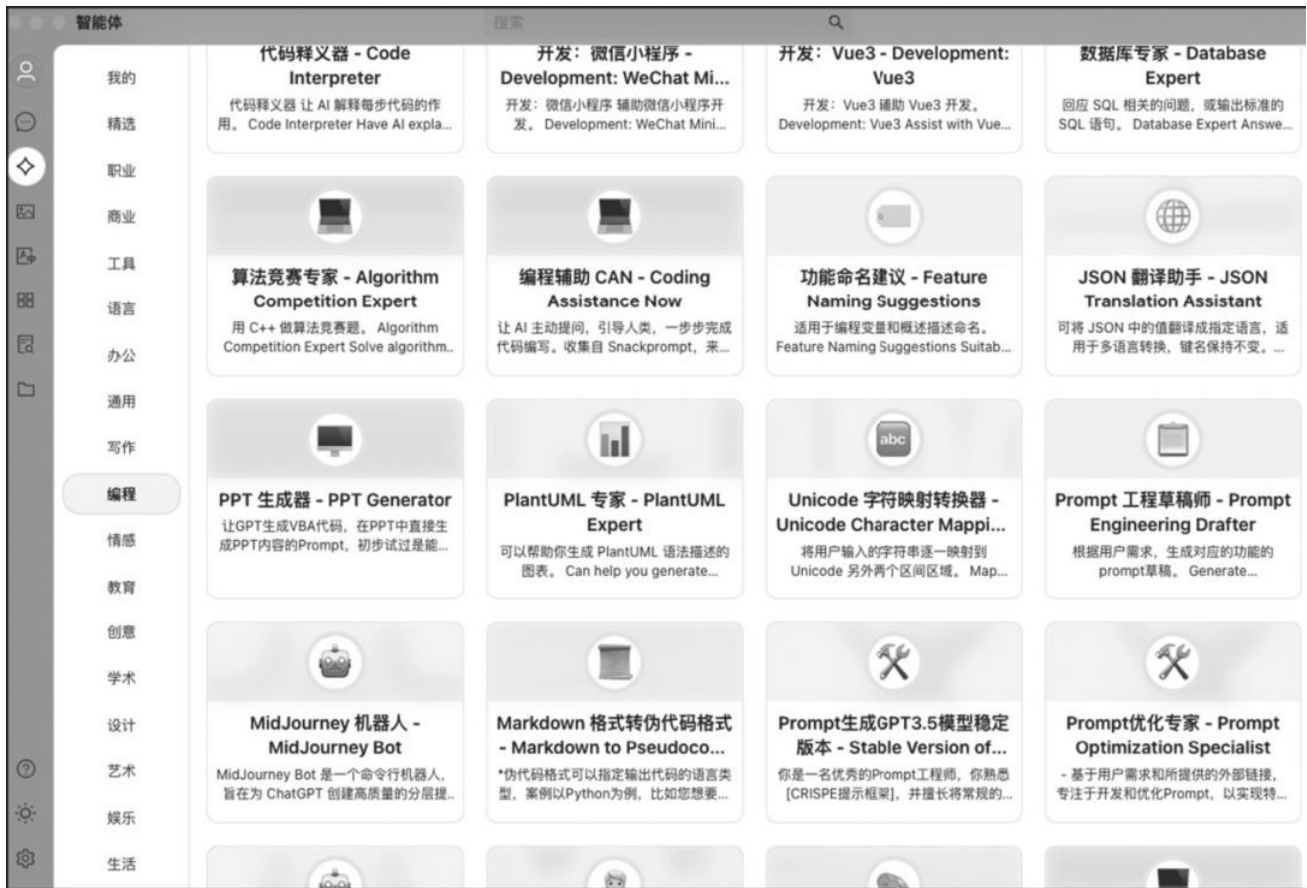 智能体
搜索
我的
精选
职业
商业
工具
语言
办公
通用
写作
编程
情感
教育
创意
学术
设计
艺术
娱乐
生活
代码释义器 - Code
Interpreter
代码释义器 让 AI 解释每步代码的作
用。 Code Interpreter Have AI expla...
开发：微信小程序 -
Development: WeChat Mi...
开发：微信小程序 辅助微信小程序开
发。 Development: WeChat Mini...
开发：Vue3 - Development:
Vue3
开发：Vue3 辅助 Vue3 开发。
Development: Vue3 Assist with Vue...
数据库专家 - Database
Expert
回应 SQL 相关的问题，或输出标准的
SQL 语句。 Database Expert Answe...
算法竞赛专家 - Algorithm
Competition Expert
用 C++ 做算法竞赛题。 Algorithm
Competition Expert Solve algorithm..
编程辅助 CAN - Coding
Assistance Now
让 AI 主动提问，引导人类，一步步完成
代码编写。收集自 Snackprompt，来...
功能命名建议 - Feature
Naming Suggestions
适用于编程变量和概述描述命名。
Feature Naming Suggestions Suitab...
JSON 翻译助手 - JSON
Translation Assistant
可将 JSON 中的值翻译成指定语言，适
用于多语言转换，键名保持不变。...
PPT 生成器 - PPT Generator
让GPT生成VBA代码，在PPT中直接生
成PPT内容的Prompt，初步试过是能...
PlantUML 专家 - PlantUML
Expert
可以帮助你生成 PlantUML 语法描述的
图表。 Can help you generate...
abc
Unicode 字符映射转换器 -
Unicode Character Mappi...
将用户输入的字符串逐一映射到
Unicode 另外两个区间区域。 Map...
Prompt 工程草稿师 - Prompt
Engineering Drafter
根据用户需求，生成对应的功能的
prompt草稿。 Generate...
MidJourney 机器人 -
MidJourney Bot
MidJourney Bot 是一个命令行机器人，
旨在为 ChatGPT 创建高质量的分层提..
Markdown 格式转伪代码格式
- Markdown to Pseudoco...
*伪代码格式可以指定输出代码的语言类
型，案例以Python为例，比如您想要...
Prompt生成GPT3.5模型稳定
版本 - Stable Version of...
你是一名优秀的Prompt工程师，你熟悉
[CRISPE提示框架]，并擅长将常规的...
Prompt优化专家 - Prompt
Optimization Specialist
- 基于用户需求和所提供的外部链接，
专注于开发和优化Prompt，以实现特...